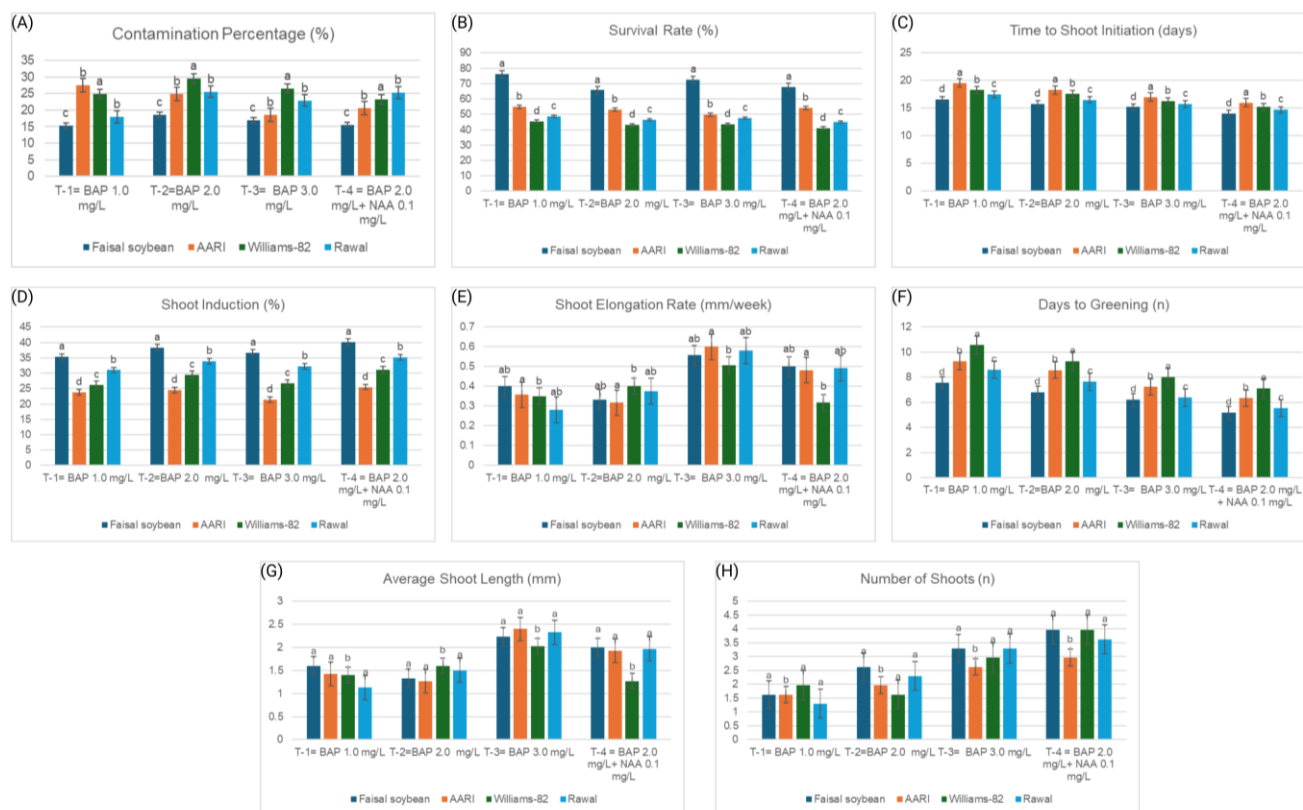 (A)
Contamination Percentage (%)
35
30
25
20
15
10
5
0
c b a b
c b a b
c b a b
c b a b
T-1= BAP 1.0 mg/L
T-2=BAP 2.0 mg/L
T-3= BAP 3.0 mg/L
T-4 = BAP 2.0 mg/L+ NAA 0.1 mg/L
Faisal soybean AARI Williams-82 Rawal
(B)
Survival Rate (%)
90
80
70
60
50
40
30
20
10
0
a b d c
a b d c
a b d c
a b d c
T-1= BAP 1.0 mg/L
T-2=BAP 2.0 mg/L
T-3= BAP 3.0 mg/L
T-4 = BAP 2.0 mg/L+ NAA 0.1 mg/L
Faisal soybean AARI Williams-82 Rawal
(C)
Time to Shoot Initiation (days)
25
20
15
10
5
0
d a b c
d a b c
d a b c
d a b c
T-1= BAP 1.0 mg/L
T-2=BAP 2.0 mg/L
T-3= BAP 3.0 mg/L
T-4 = BAP 2.0 mg/L+ NAA 0.1 mg/L
Faisal soybean AARI Williams-82 Rawal
(D)
Shoot Induction (%)
45
40
35
30
25
20
15
10
5
0
a d c b
a d c b
a d c b
a d c b
T-1= BAP 1.0 mg/L
T-2=BAP 2.0 mg/L
T-3= BAP 3.0 mg/L
T-4 = BAP 2.0 mg/L+ NAA 0.1 mg/L
Faisal soybean AARI Williams-82 Rawal
(E)
Shoot Elongation Rate (mm/week)
0.7
0.6
0.5
0.4
0.3
0.2
0.1
0
ab a b ab
ab a b ab
ab a b ab
ab a b ab
T-1= BAP 1.0 mg/L
T-2=BAP 2.0 mg/L
T-3= BAP 3.0 mg/L
T-4 = BAP 2.0 mg/L+ NAA 0.1 mg/L
Faisal soybean AARI Williams-82 Rawal
(F)
Days to Greening (n)
12
10
8
6
4
2
0
d b a c
d b a c
d b a c
d b a c
T-1= BAP 1.0 mg/L
T-2=BAP 2.0 mg/L
T-3= BAP 3.0 mg/L
T-4 = BAP 2.0 mg/L
+ NAA 0.1 mg/L
Faisal soybean AARI Williams-82 Rawal
(G)
Average Shoot Length (mm)
3
2.5
2
1.5
1
0.5
0
a a b a
a a b a
a a b a
a a b a
T-1= BAP 1.0 mg/L
T-2=BAP 2.0 mg/L
T-3= BAP 3.0 mg/L
T-4 = BAP 2.0 mg/L+ NAA 0.1 mg/L
Faisal soybean AARI Williams-82 Rawal
(H)
Number of Shoots (n)
5
4.5
4
3.5
3
2.5
2
1.5
1
0.5
0
a b a a
a b a a
a b a a
a b a a
T-1= BAP 1.0 mg/L
T-2=BAP 2.0 mg/L
T-3= BAP 3.0 mg/L
T-4 = BAP 2.0 mg/L+ NAA 0.1 mg/L
Faisal soybean AARI Williams-82 Rawal